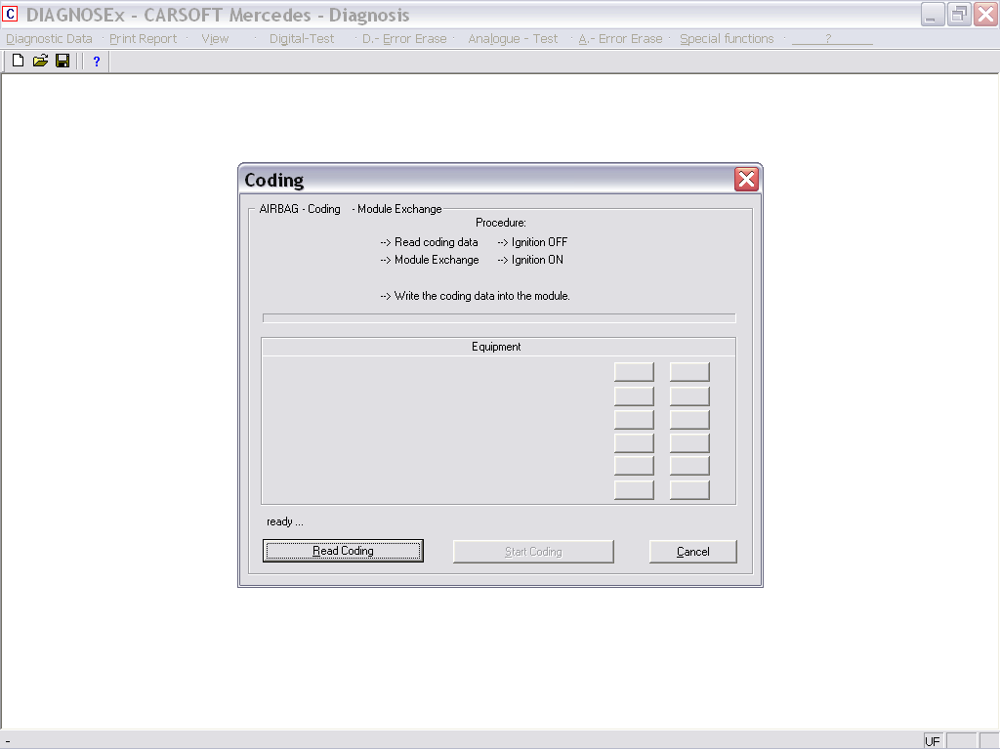 C DIAGNOSEx - CARSOFT Mercedes - Diagnosis
Diagnostic Data - Print Report - View - Digital-Test - D.- Error Erase - Analogue - Test - A.- Error Erase - Special functions - ?
?
Coding
AIRBAG - Coding - Module Exchange
Procedure:
--> Read coding data --> Ignition OFF
--> Module Exchange --> Ignition ON
--> Write the coding data into the module.
Equipment
ready ...
Read Coding Start Coding Cancel
- UF